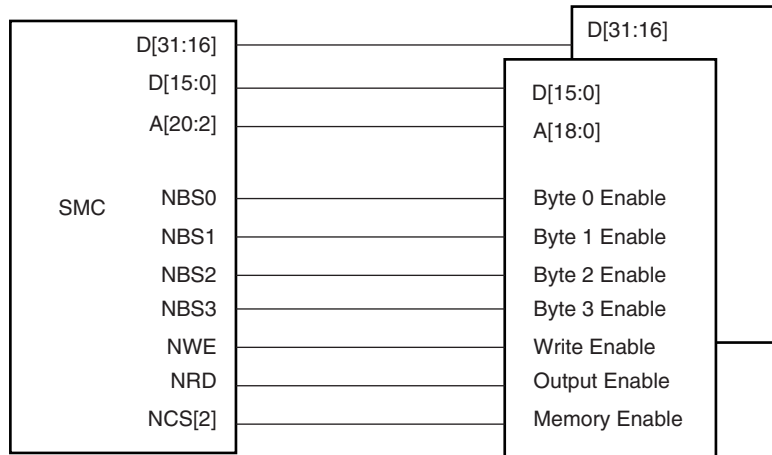 D[31:16] D[31:16]
D[15:0] D[15:0]
A[20:2] A[18:0]
SMC
NBS0 Byte 0 Enable
NBS1 Byte 1 Enable
NBS2 Byte 2 Enable
NBS3 Byte 3 Enable
NWE Write Enable
NRD Output Enable
NCS[2] Memory Enable